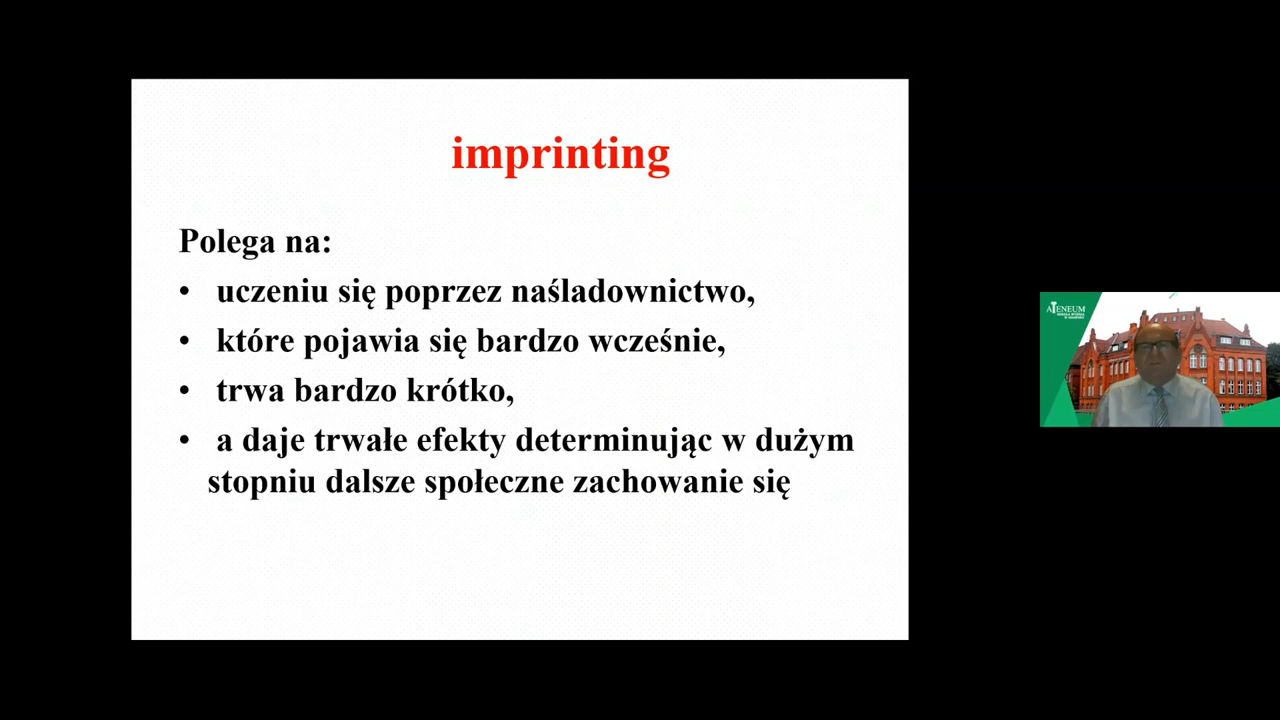 imprinting
Polega na:
• uczeniu się poprzez naśladownictwo,
• które pojawia się bardzo wcześnie,
• trwa bardzo krótko,
• a daje trwałe efekty determinując w dużym
stopniu dalsze społeczne zachowanie się
ATENEUM